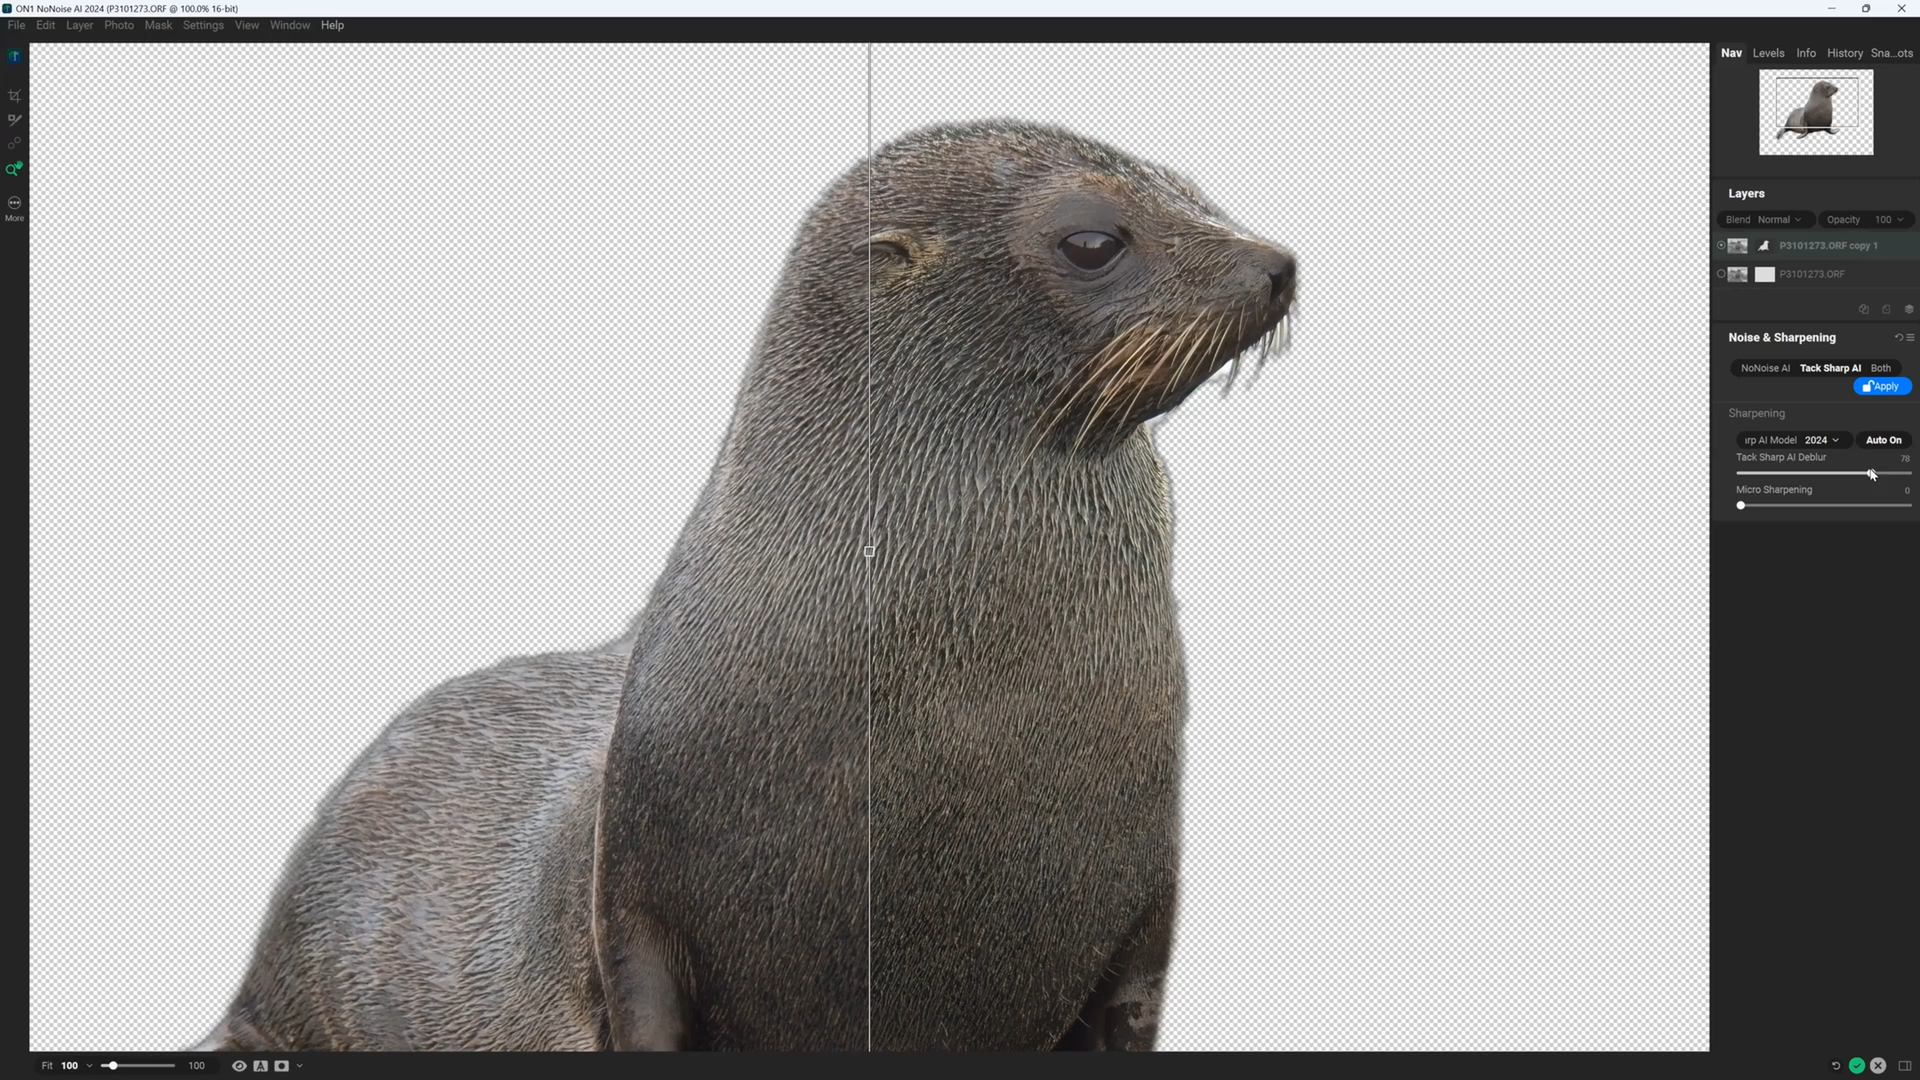 ON1 NoNoise AI 2024 (P3101273.ORF @ 100.0% 16-bit)
File Edit Layer Photo Mask Settings View Window Help
More
Nav Levels Info History Sna...ots
Layers
Blend Normal Opacity 100
P3101273.ORF copy 1
P3101273.ORF
Noise & Sharpening
NoNoise AI Tack Sharp AI Both
Apply
Sharpening
ırp AI Model 2024 Auto On
Tack Sharp AI Deblur 78
Micro Sharpening 0
Fit 100 100
A